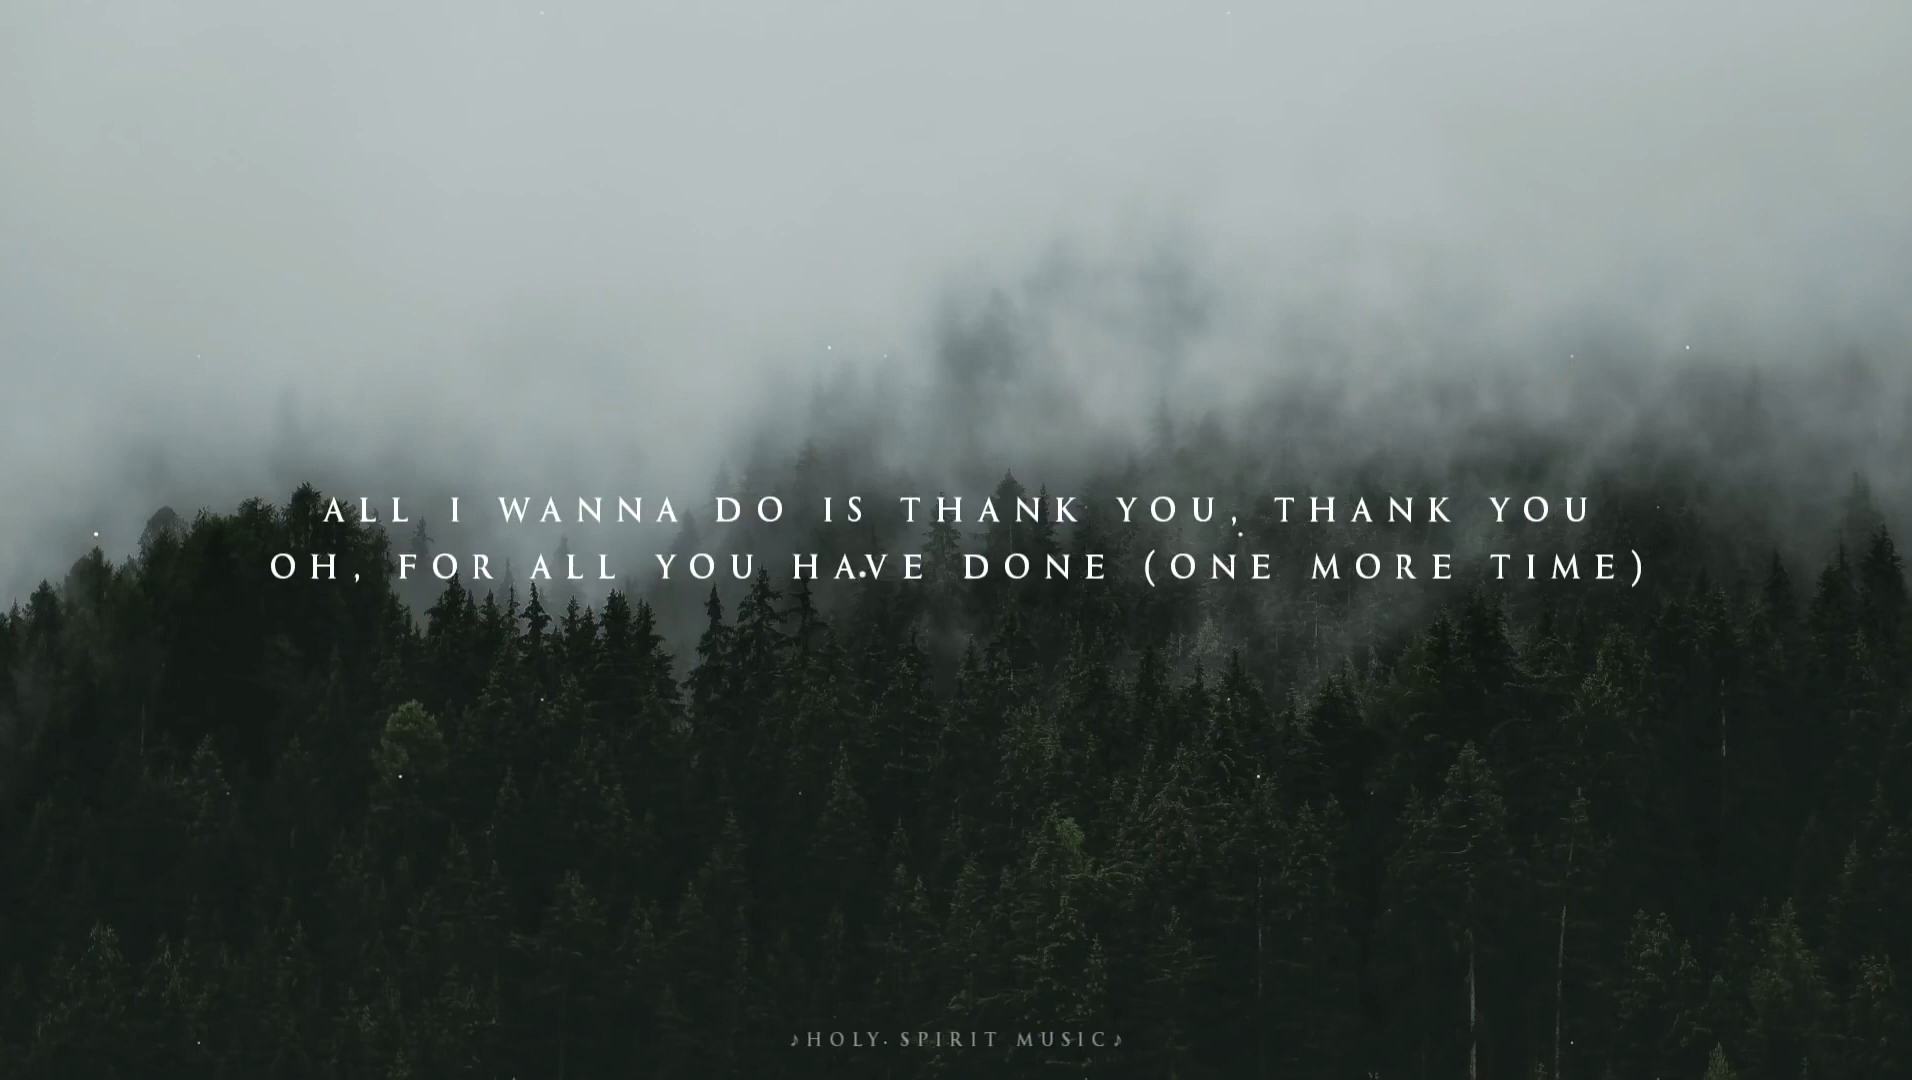 ALL I WANNA DO IS THANK YOU, THANK YOU
OH, FOR ALL YOU HAVE DONE (ONE MORE TIME)
♪HOLY SPIRIT MUSIC♪